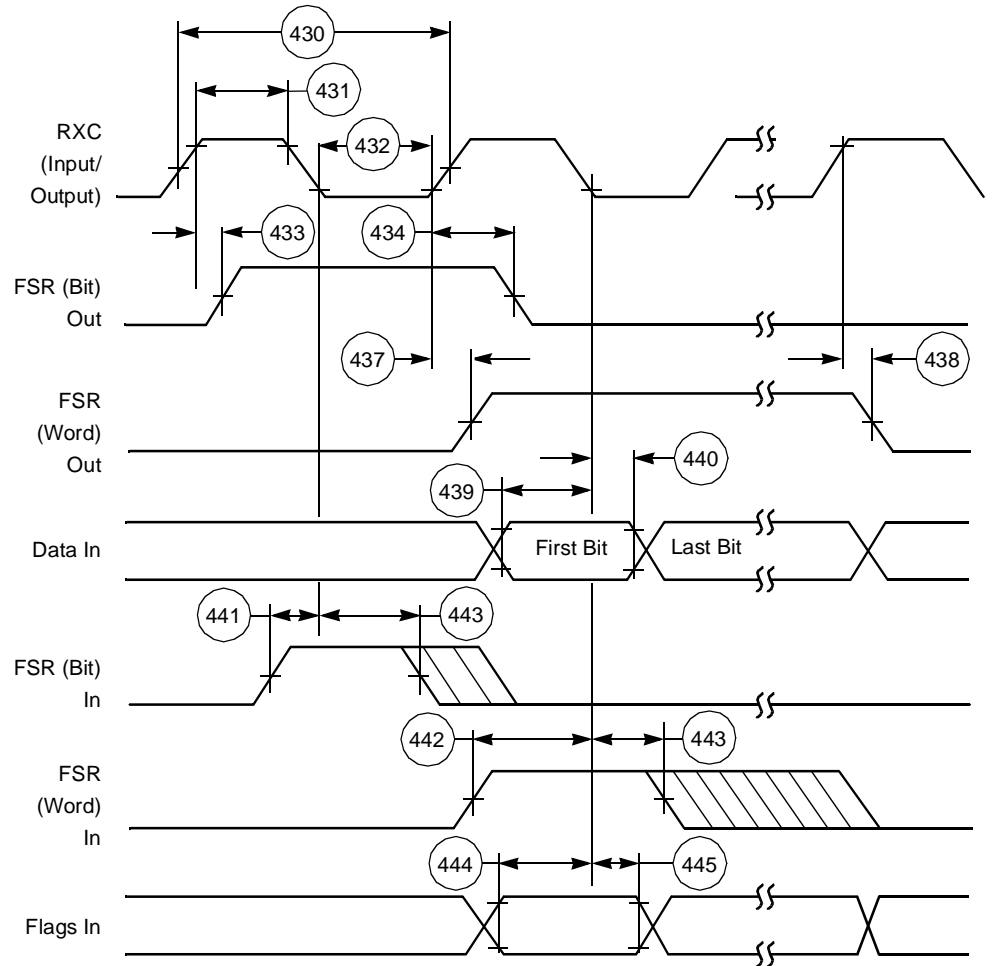 430
431
RXC
(Input/
Output)
432
433
434
FSR (Bit)
Out
437
438
FSR
(Word)
Out
440
439
Data In
First Bit
Last Bit
441
443
FSR (Bit)
In
442
443
FSR
(Word)
In
444
445
Flags In